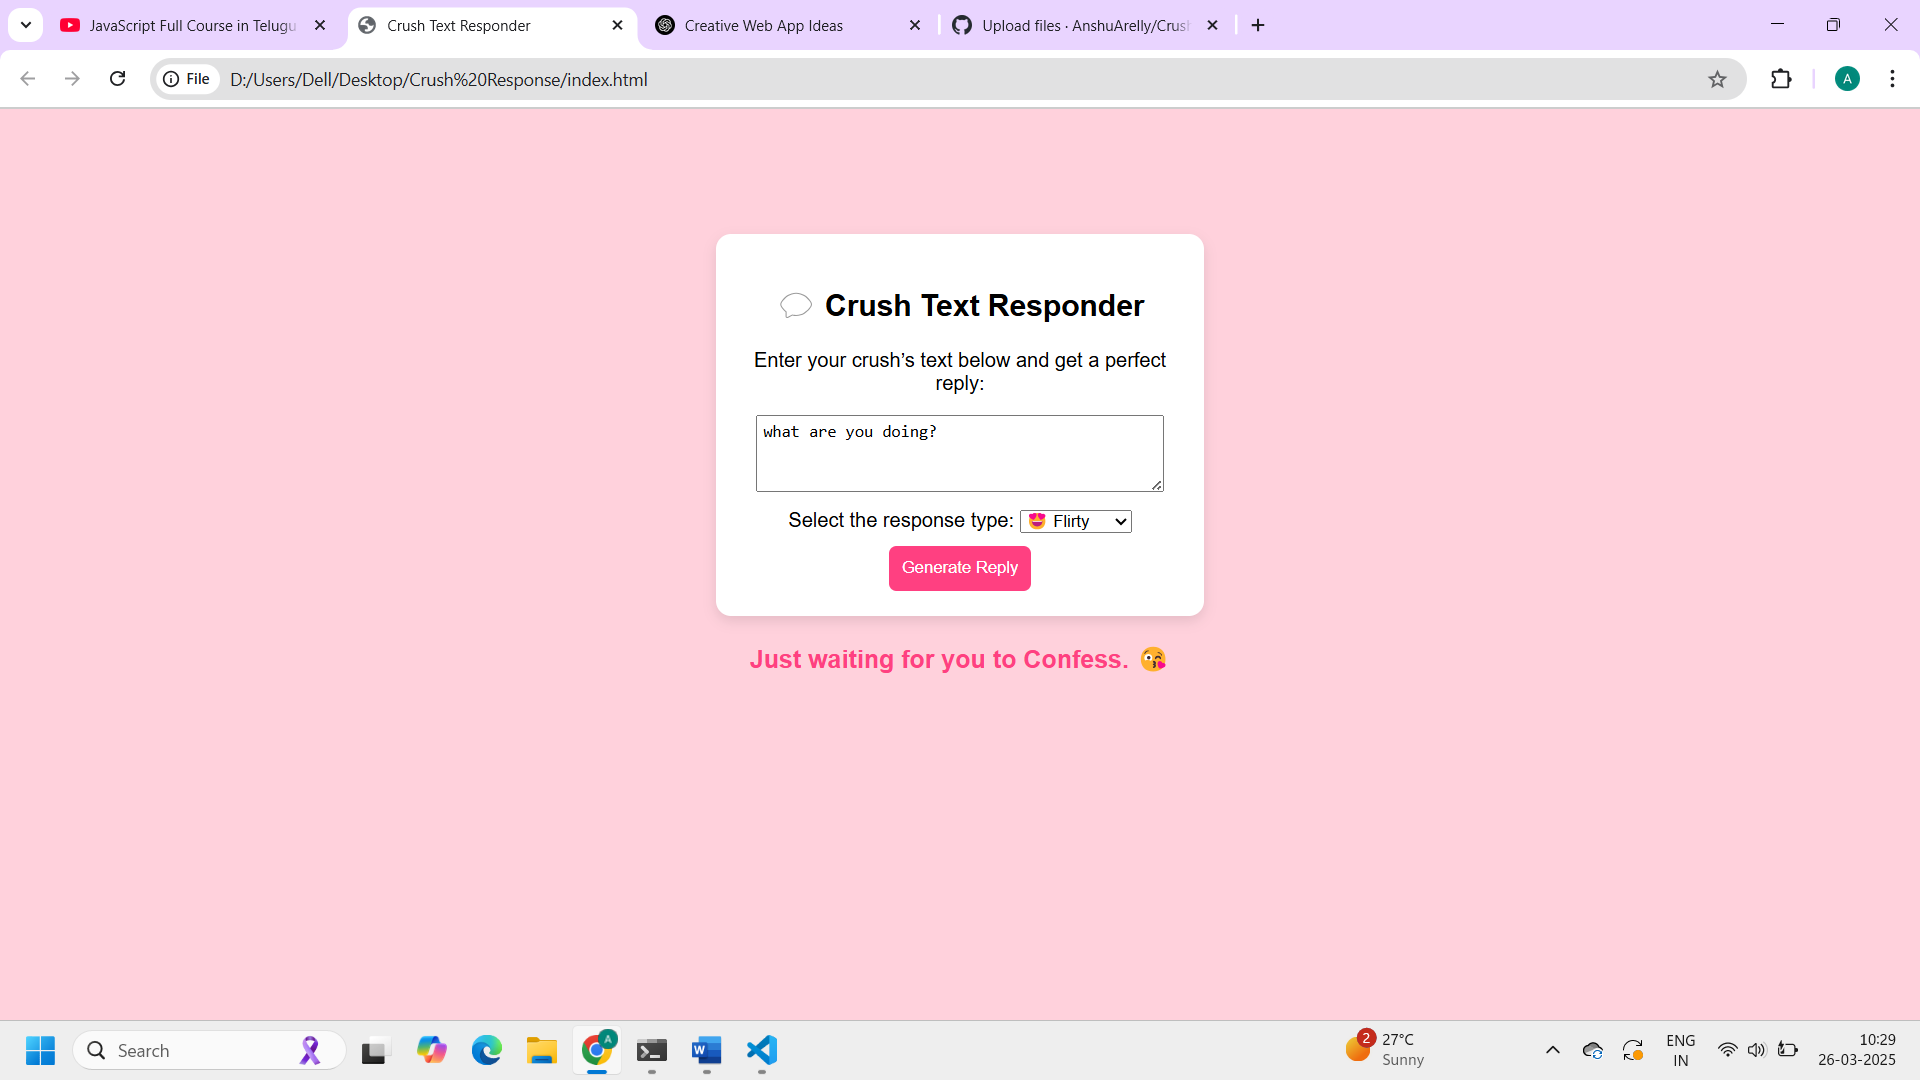 JavaScript Full Course in Telugu
Crush Text Responder
Creative Web App Ideas
Upload files · AnshuArelly/Crush
File
D:/Users/Dell/Desktop/Crush%20Response/index.html
A
💬 Crush Text Responder
Enter your crush’s text below and get a perfect
reply:
what are you doing?
Select the response type: 😍 Flirty
Generate Reply
Just waiting for you to Confess. 😘
Search
A
2
27°C
Sunny
ENG
IN
10:29
26-03-2025